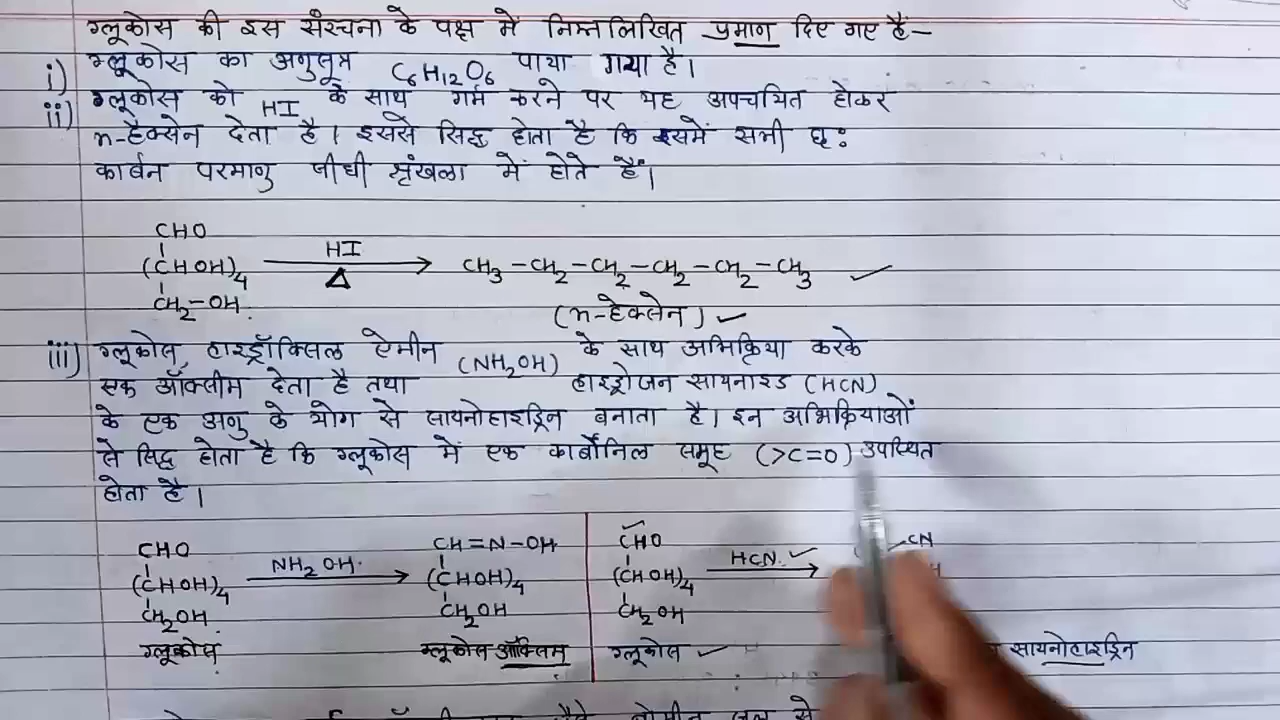 ग्लूकोस की इस संरचना के पक्ष में निम्नलिखित प्रमाण दिए गए हैं–
i) ग्लूकोस का अणुसूत्र C6H12O6 पाया गया है।
ii) ग्लूकोस को HI के साथ गर्म करने पर यह अपचयित होकर
n-हैक्सेन देता है। इससे सिद्ध होता है कि इसमें सभी छः
कार्बन परमाणु सीधी श्रृंखला में होते हैं।
CHO
(CHOH)4 HI Δ → CH3–CH2–CH2–CH2–CH2–CH3
CH2–OH
(n-हेक्सेन)
iii) ग्लूकोस, हाइड्रॉक्सिल ऐमीन (NH2OH) के साथ अभिक्रिया करके
एक ऑक्सीम देता है तथा हाइड्रोजन सायनाइड (HCN)
के एक अणु के योग से सायनोहाइड्रिन बनाता है। इन अभिक्रियाओं
से सिद्ध होता है कि ग्लूकोस में एक कार्बोनिल समूह (>C=O) उपस्थित
होता है।
CHO CH=N–OH CHO CN
(CHOH)4 NH2OH → (CHOH)4 (CHOH)4 HCN →
CH2OH CH2OH CH2OH
ग्लूकोस ग्लूकोस ऑक्सिम ग्लूकोस सायनोहाइड्रिन